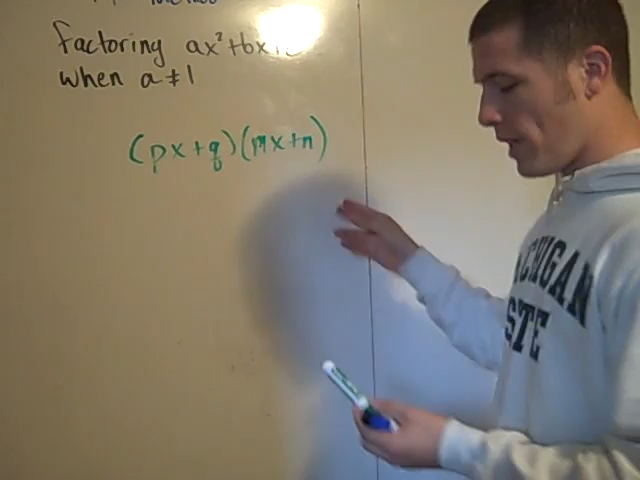 Factoring ax²+bx+c
when a≠1
(px+q)(mx+n)
MICHIGAN
STATE